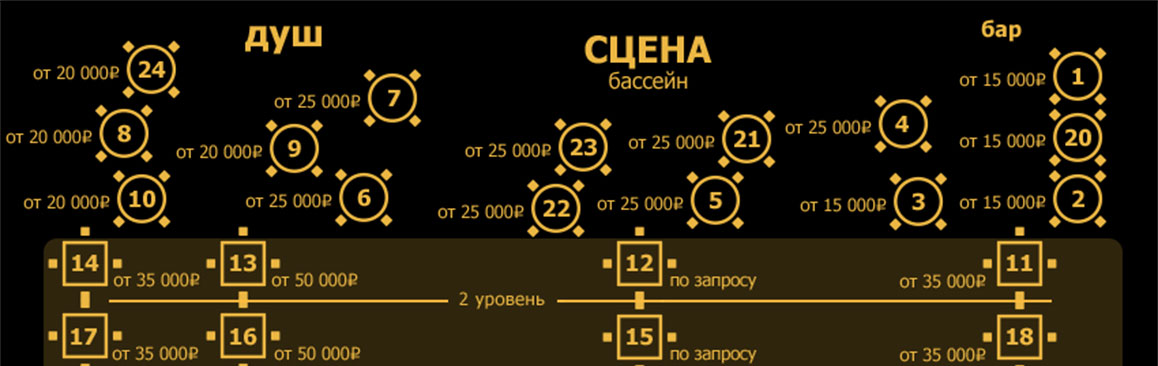 душ
СЦЕНА
бассейн
бар
от 20 000₽ 24
от 25 000₽ 7
от 15 000₽ 1
от 20 000₽ 8
от 20 000₽ 9
от 25 000₽ 23
от 25 000₽ 21
от 25 000₽ 4
от 15 000₽ 20
от 20 000₽ 10
от 25 000₽ 6
от 25 000₽ 22
от 25 000₽ 5
от 15 000₽ 3
от 15 000₽ 2
14 от 35 000₽
13 от 50 000₽
12 по запросу
от 35 000₽ 11
2 уровень
17 от 35 000₽
16 от 50 000₽
15 по запросу
от 35 000₽ 18